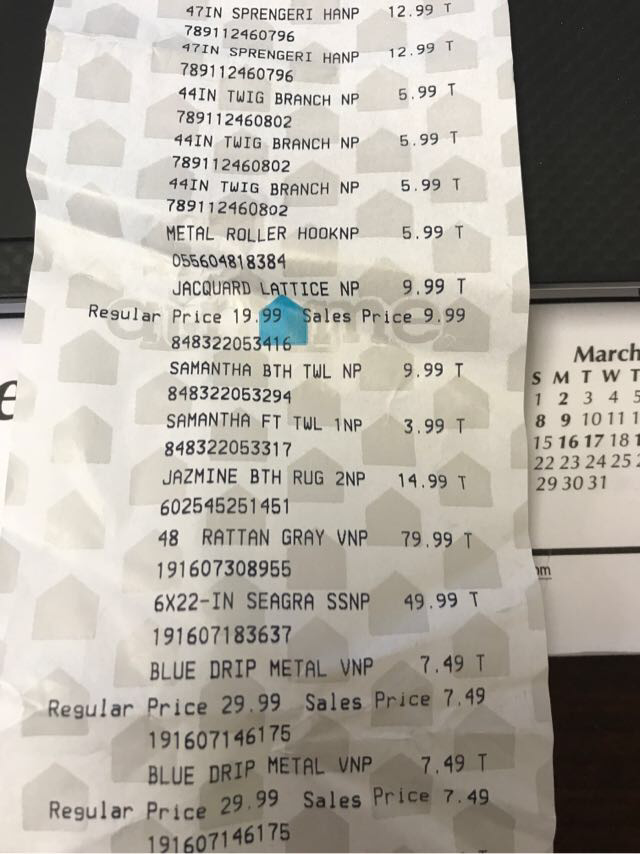 47IN SPRENGERI HANP 12.99 T
789112460796
47IN SPRENGERI HANP 12.99 T
789112460796
44IN TWIG BRANCH NP 5.99 T
789112460802
44IN TWIG BRANCH NP 5.99 T
789112460802
44IN TWIG BRANCH NP 5.99 T
789112460802
METAL ROLLER HOOKNP 5.99 T
055604818384
JACQUARD LATTICE NP 9.99 T
Regular Price 19.99 Sales Price 9.99
848322053416
SAMANTHA BTH TWL NP 9.99 T
848322053294
SAMANTHA FT TWL 1NP 3.99 T
848322053317
JAZMINE BTH RUG 2NP 14.99 T
602545251451
48 RATTAN GRAY VNP 79.99 T
191607308955
6X22-IN SEAGRA SSNP 49.99 T
191607183637
BLUE DRIP METAL VNP 7.49 T
Regular Price 29.99 Sales Price 7.49
191607146175
BLUE DRIP METAL VNP 7.49 T
Regular Price 29.99 Sales Price 7.49
191607146175
March
S M T W T
1 2 3 4 5
8 9 10 11 1
15 16 17 18 1
22 23 24 25 2
29 30 31